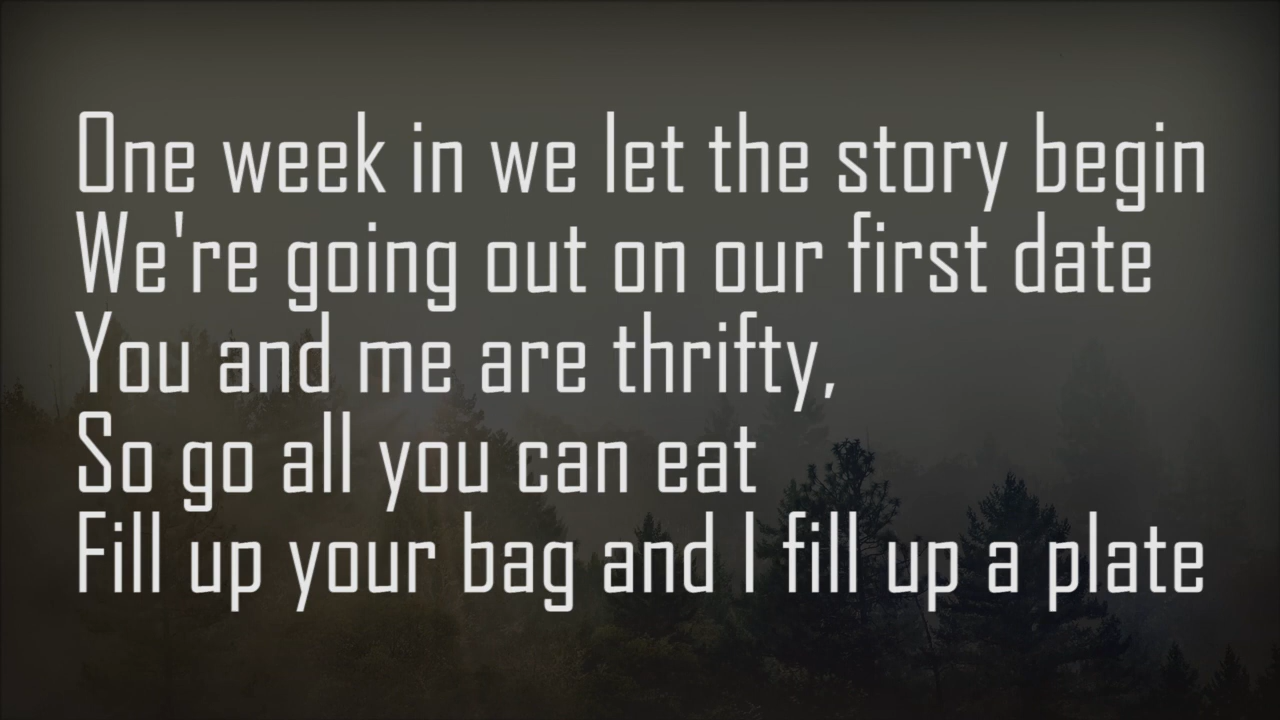 One week in we let the story begin
We're going out on our first date
You and me are thrifty,
So go all you can eat
Fill up your bag and I fill up a plate